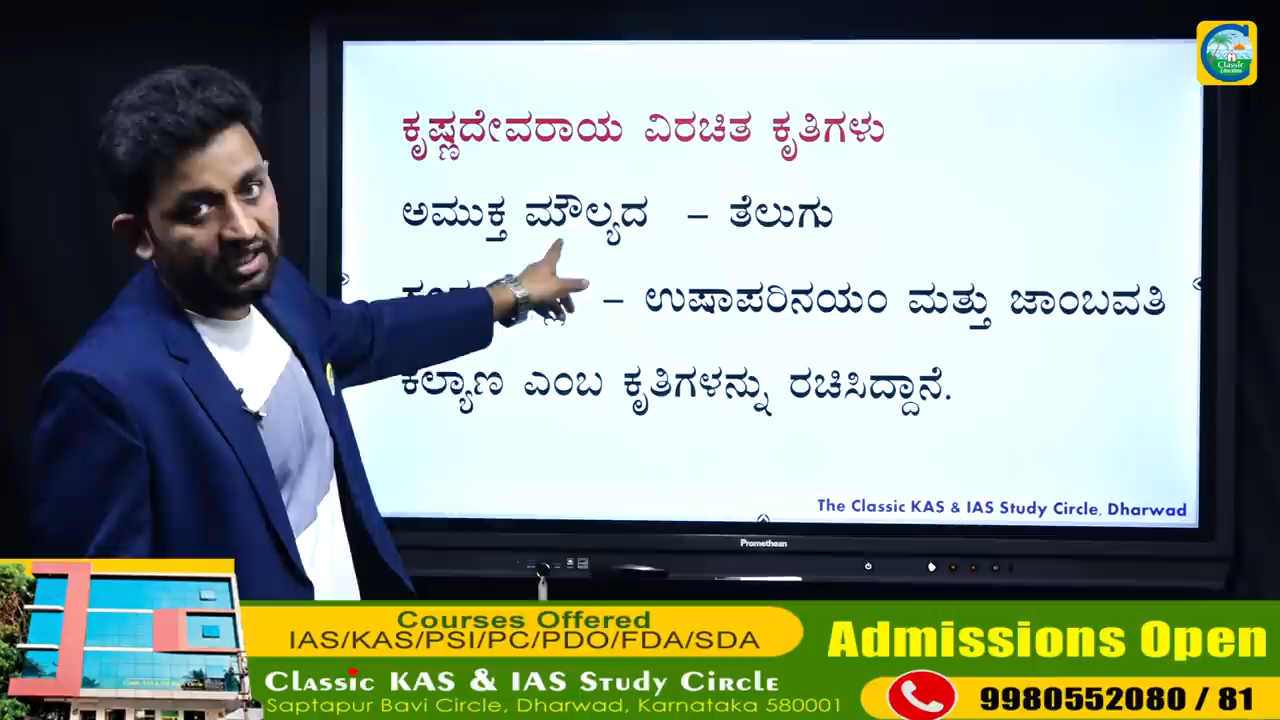 Classic
Education
ಕೃಷ್ಣದೇವರಾಯ ವಿರಚಿತ ಕೃತಿಗಳು
ಅಮುಕ್ತ ಮೌಲ್ಯದ – ತೆಲುಗು
– ಉಷಾಪರಿನಯಂ ಮತ್ತು ಜಾಂಬವತಿ
ಕಲ್ಯಾಣ ಎಂಬ ಕೃತಿಗಳನ್ನು ರಚಿಸಿದ್ದಾನೆ.
The Classic KAS & IAS Study Circle, Dharwad
Promethean
Courses Offered
IAS/KAS/PSI/PC/PDO/FDA/SDA
Classic KAS & IAS Study Circle
Saptapur Bavi Circle, Dharwad, Karnataka 580001
Admissions Open
9980552080 / 81